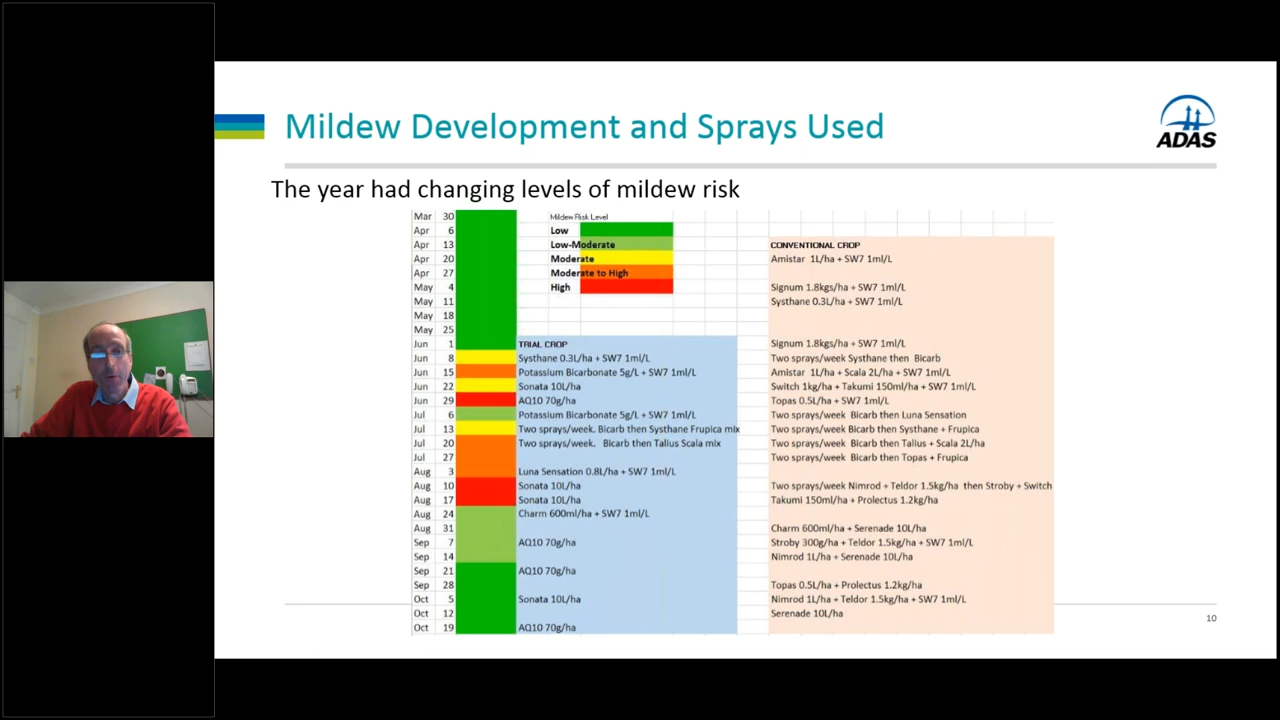 Mildew Development and Sprays Used
ADAS
The year had changing levels of mildew risk
Mar 30 Mildew Risk Level
Apr 6 Low
Apr 13 Low-Moderate CONVENTIONAL CROP
Apr 20 Moderate Amistar 1L/ha + SW7 1ml/L
Apr 27 Moderate to High
May 4 High Signum 1.8kgs/ha + SW7 1ml/L
May 11 Systhane 0.3L/ha + SW7 1ml/L
May 18
May 25
Jun 1 TRIAL CROP Signum 1.8kgs/ha + SW7 1ml/L
Jun 8 Systhane 0.3L/ha + SW7 1ml/L Two sprays/week Systhane then Bicarb
Jun 15 Potassium Bicarbonate 5g/L + SW7 1ml/L Amistar 1L/ha + Scala 2L/ha + SW7 1ml/L
Jun 22 Sonata 10L/ha Switch 1kg/ha + Takumi 150ml/ha + SW7 1ml/L
Jun 29 AQ10 70g/ha Topas 0.5L/ha + SW7 1ml/L
Jul 6 Potassium Bicarbonate 5g/L + SW7 1ml/L Two sprays/week Bicarb then Luna Sensation
Jul 13 Two sprays/week. Bicarb then Systhane Frupica mix Two sprays/week Bicarb then Systhane + Frupica
Jul 20 Two sprays/week. Bicarb then Talius Scala mix Two sprays/week Bicarb then Talius + Scala 2L/ha
Jul 27 Two sprays/week Bicarb then Topas + Frupica
Aug 3 Luna Sensation 0.8L/ha + SW7 1ml/L
Aug 10 Sonata 10L/ha Two sprays/week Nimrod + Teldor 1.5kg/ha then Stroby + Switch
Aug 17 Sonata 10L/ha Takumi 150ml/ha + Prolectus 1.2kg/ha
Aug 24 Charm 600ml/ha + SW7 1ml/L
Aug 31 Charm 600ml/ha + Serenade 10L/ha
Sep 7 AQ10 70g/ha Stroby 300g/ha + Teldor 1.5kg/ha + SW7 1ml/L
Sep 14 Nimrod 1L/ha + Serenade 10L/ha
Sep 21 AQ10 70g/ha
Sep 28 Topas 0.5L/ha + Prolectus 1.2kg/ha
Oct 5 Sonata 10L/ha Nimrod 1L/ha + Teldor 1.5kg/ha + SW7 1ml/L
Oct 12 Serenade 10L/ha
Oct 19 AQ10 70g/ha
10